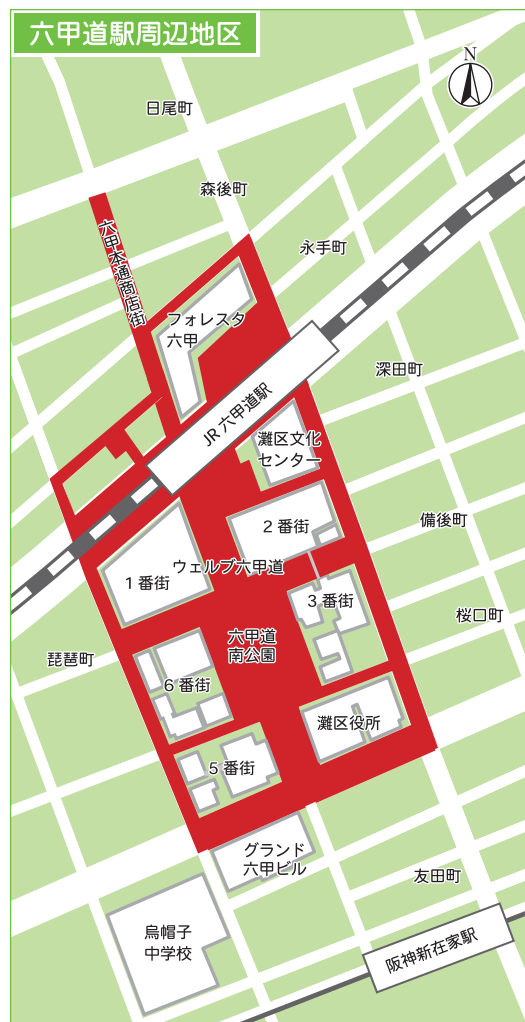 六甲道駅周辺地区
N
日尾町
森後町
永手町
六甲本通商店街
フォレスタ
六甲
深田町
JR 六甲道駅
灘区文化
センター
2 番街
備後町
ウェルブ六甲道
1 番街
3 番街
桜口町
六甲道
南公園
琵琶町
6 番街
灘区役所
5 番街
グランド
六甲ビル
友田町
烏帽子
中学校
阪神新在家駅